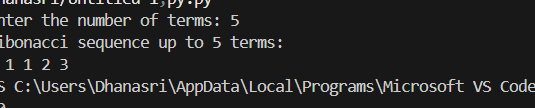 hanasri/Untitled-1,py.py
nter the number of terms: 5
ibonacci sequence up to 5 terms:
1 1 2 3
S C:\Users\Dhanasri\AppData\Local\Programs\Microsoft VS Code